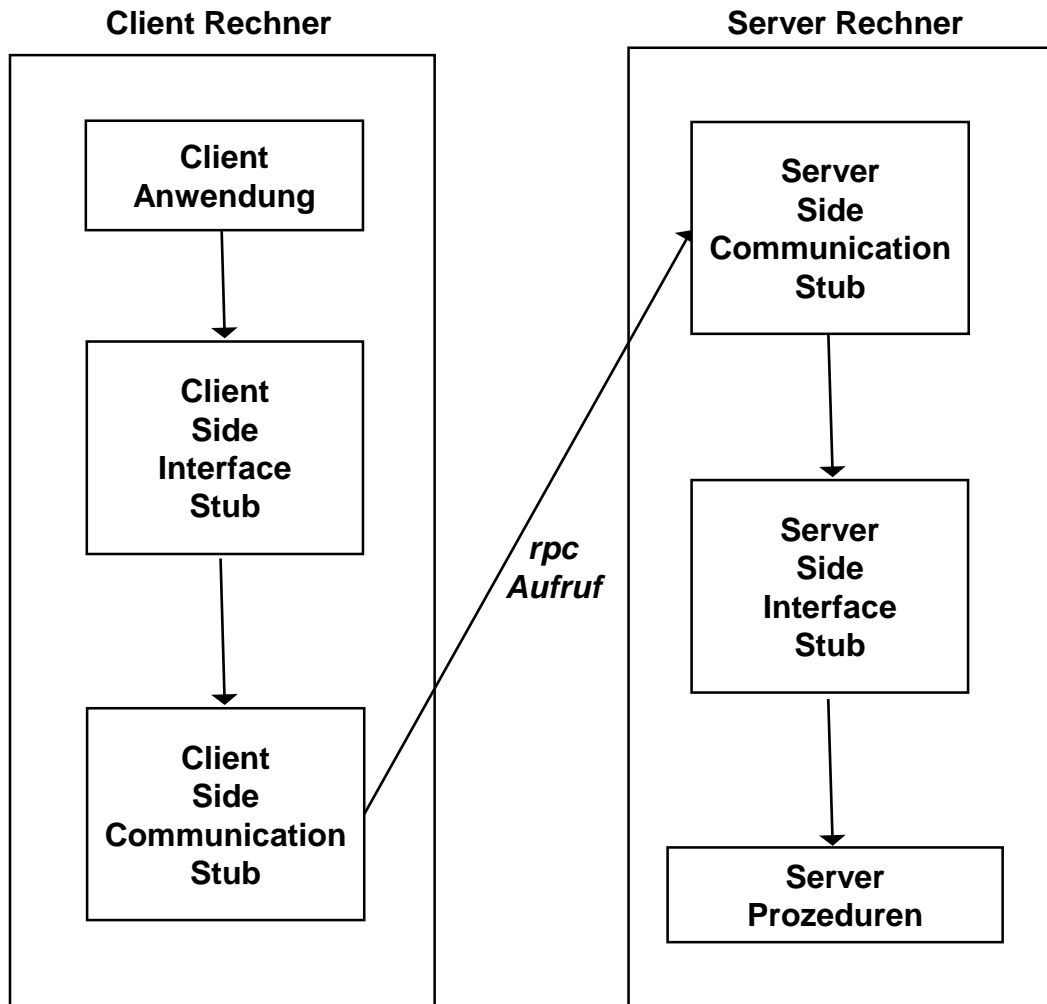 Client Rechner
Client
Anwendung
Client
Side
Interface
Stub
Client
Side
Communication
Stub
rpc
Aufruf
Server Rechner
Server
Side
Communication
Stub
Server
Side
Interface
Stub
Server
Prozeduren